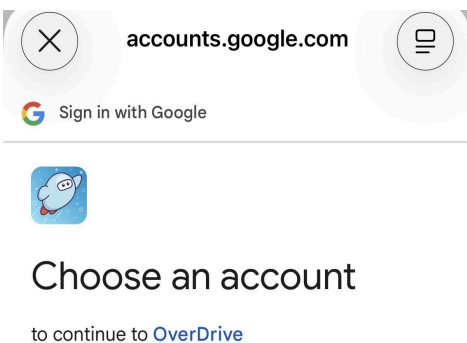 accounts.google.com
Sign in with Google
Choose an account
to continue to OverDrive